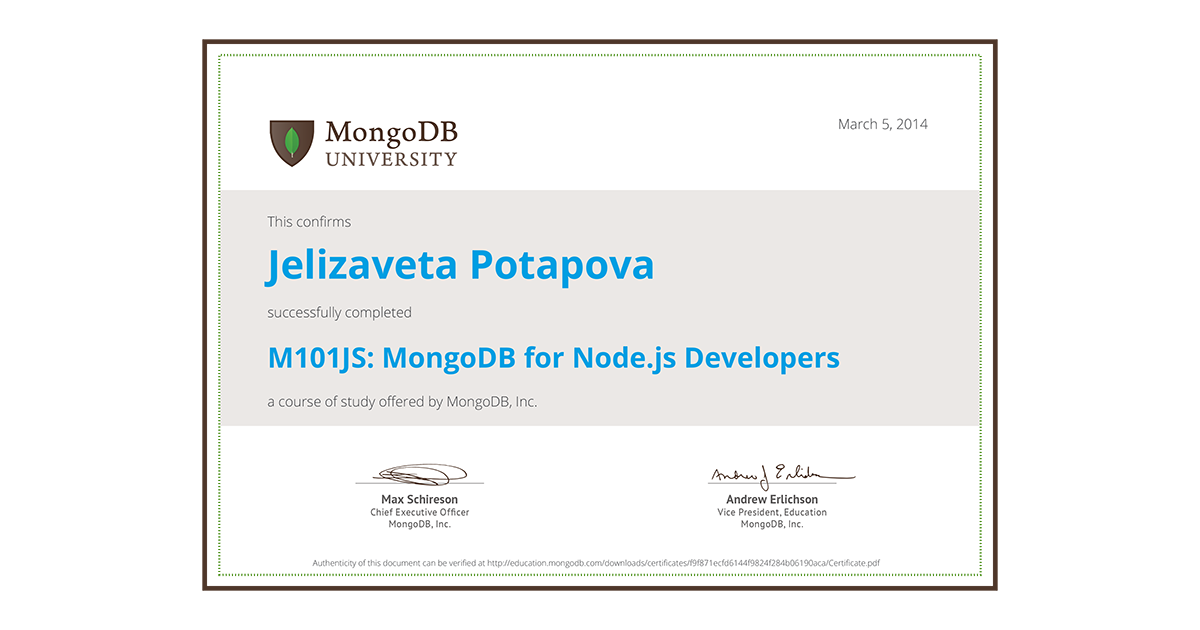 MongoDB
UNIVERSITY
March 5, 2014
This confirms
Jelizaveta Potapova
successfully completed
M101JS: MongoDB for Node.js Developers
a course of study offered by MongoDB, Inc.
Andrew J Erlichson
Max Schireson
Chief Executive Officer
MongoDB, Inc.
Andrew Erlichson
Vice President, Education
MongoDB, Inc.
Authenticity of this document can be verified at http://education.mongodb.com/downloads/certificates/f9f871ecfd6144f9824f284b06190aca/Certificate.pdf